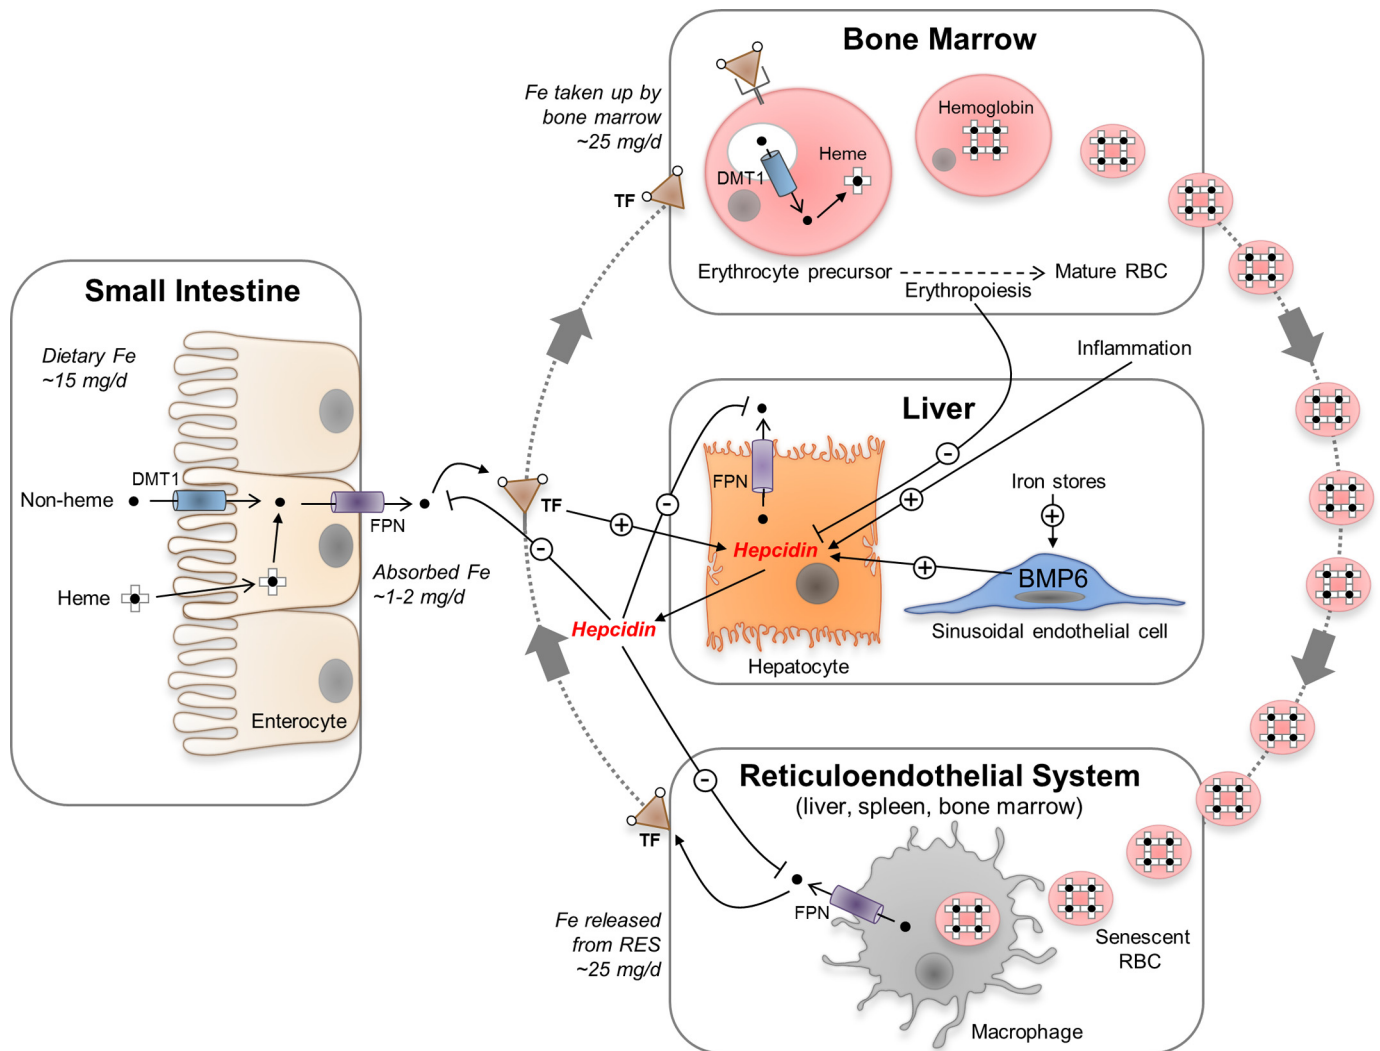 Bone Marrow
Fe taken up by
bone marrow
~25 mg/d
Hemoglobin
Heme
DMT1
TF
Erythrocyte precursor
Mature RBC
Erythropoiesis
Small Intestine
Dietary Fe
~15 mg/d
Non-heme
DMT1
FPN
Heme
Absorbed Fe
~1-2 mg/d
Enterocyte
TF
Inflammation
Liver
FPN
Iron stores
+
-
+
-
+
-
+
Hepcidin
BMP6
Sinusoidal endothelial cell
Hepcidin
Hepatocyte
-
Reticuloendothelial System
(liver, spleen, bone marrow)
TF
FPN
Fe released
from RES
~25 mg/d
Senescent
RBC
Macrophage